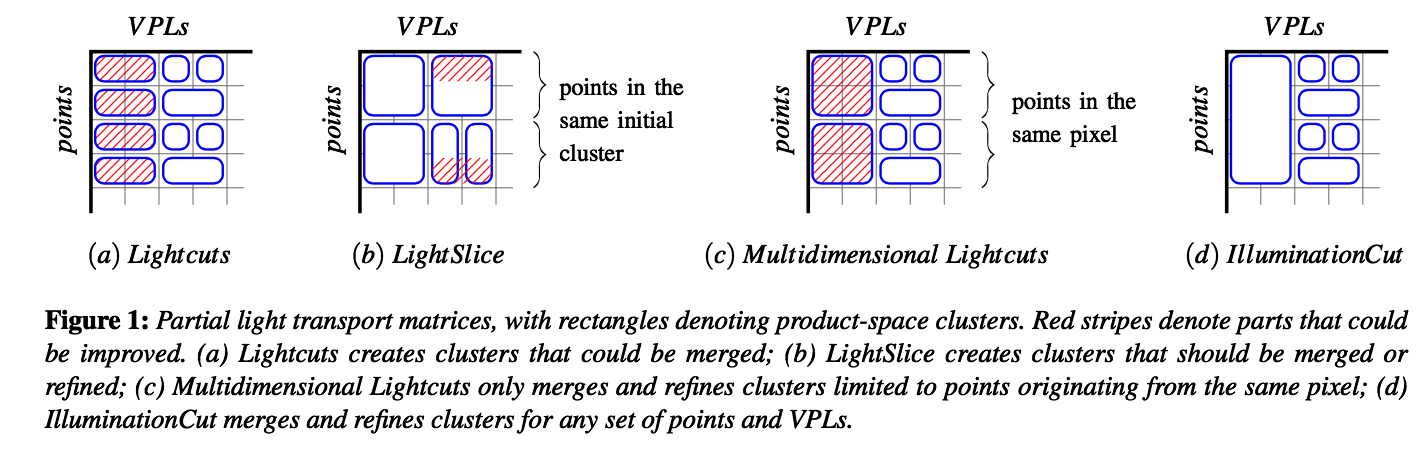 VPLs
points
(a) Lightcuts
VPLs
points
points in the
same initial
cluster
(b) LightSlice
VPLs
points
points in the
same pixel
(c) Multidimensional Lightcuts
VPLs
points
(d) IlluminationCut
Figure 1: Partial light transport matrices, with rectangles denoting product-space clusters. Red stripes denote parts that could
be improved. (a) Lightcuts creates clusters that could be merged; (b) LightSlice creates clusters that should be merged or
refined; (c) Multidimensional Lightcuts only merges and refines clusters limited to points originating from the same pixel; (d)
IlluminationCut merges and refines clusters for any set of points and VPLs.